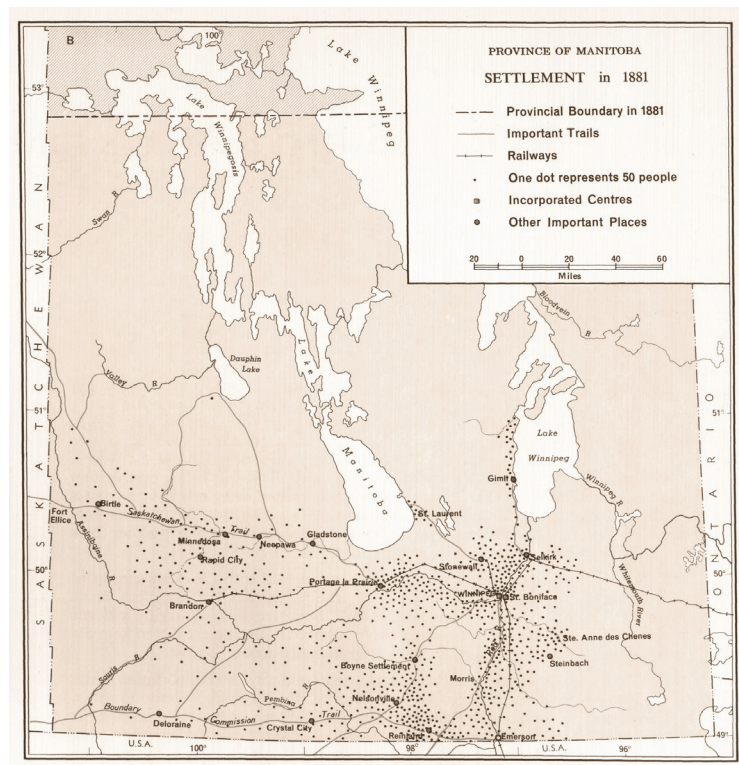 B
100°
PROVINCE OF MANITOBA
SETTLEMENT in 1881
Provincial Boundary in 1881
Important Trails
Railways
One dot represents 50 people
Incorporated Centres
Other Important Places
20 0 20 40 60
Miles
Lake Winnipeg
53°
Lake Winnipegosis
Swan R
52°
SASKATCHEWAN
Bloodvein R
Dauphin Lake
Valley R
Lake Manitoba
51°
51°
ONTARIO
Lake Winnipeg
Gimli
Winnipeg R
Birtle
Fort Ellice
Saskatchewan Trail
St. Laurent
Minnedosa
Neepawa
Gladstone
Assiniboine R
Rapid City
Stonewall
Selkirk
50°
50°
Portage la Prairie
WINNIPEG
St. Boniface
Whitemouth River
Brandon
Red R
Ste. Anne des Chenes
Steinbach
Souris R
Boyne Settlement
Morris
Pembina R
Nelsonville
Boundary Commission Trail
Deloraine
Crystal City
Reinland
Emerson
49°
U.S.A.
100°
98°
U.S.A.
96°